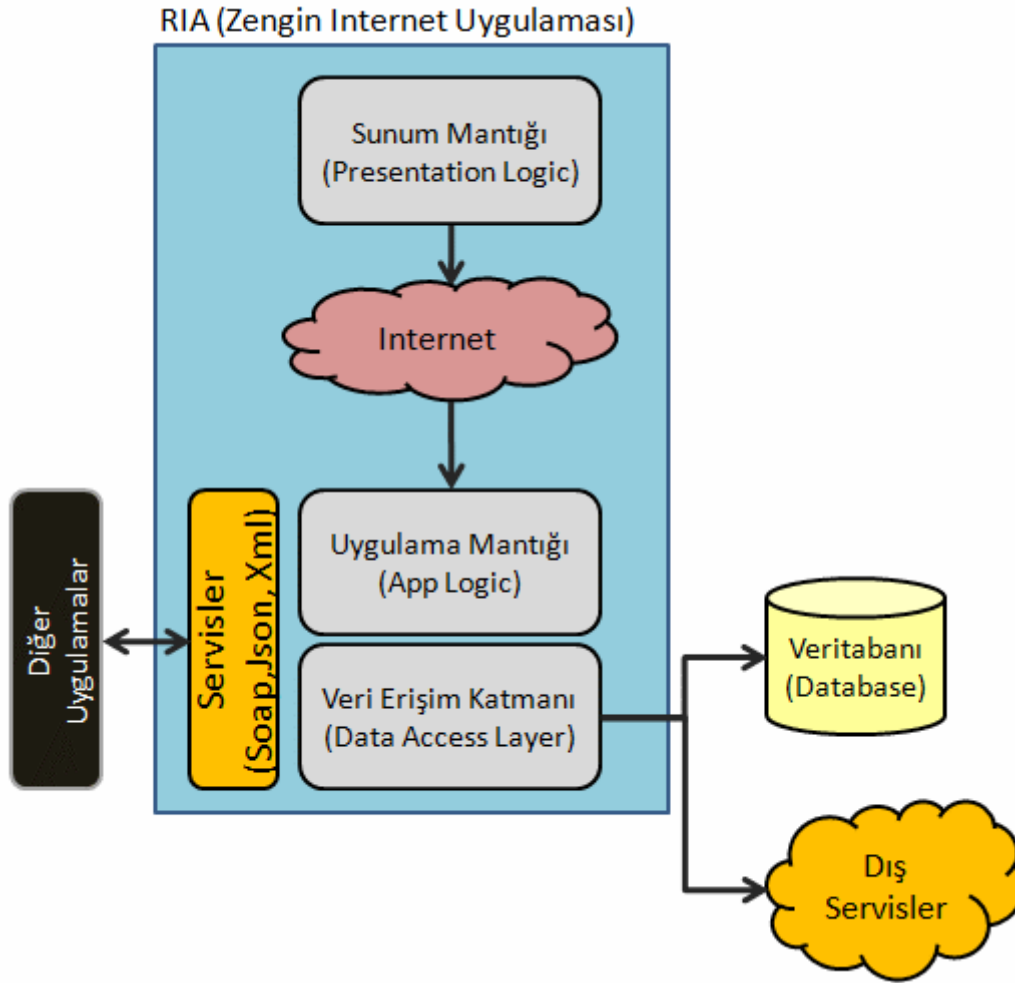 RIA (Zengin Internet Uygulaması)
Sunum Mantığı
(Presentation Logic)
Internet
Diğer
Uygulamalar
Servisler
(Soap,Json, Xml)
Uygulama Mantığı
(App Logic)
Veri Erişim Katmanı
(Data Access Layer)
Veritabanı
(Database)
Dış
Servisler